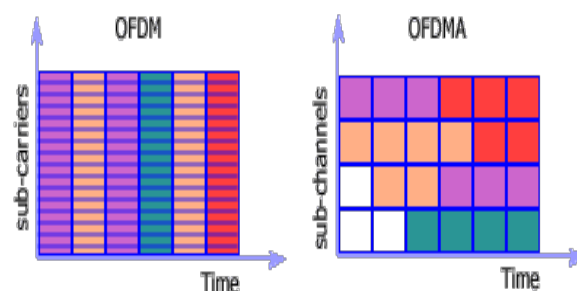 OFDM
sub-carriers
Time
OFDMA
sub-channels
Time